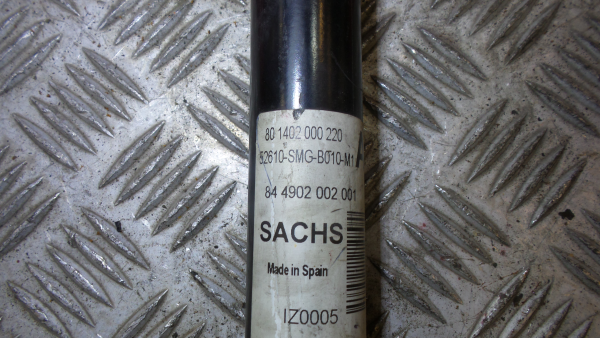 80 1402 000 220
52610-SMG-B010-M1
84 4902 002 001
SACHS
Made in Spain
IZ0005